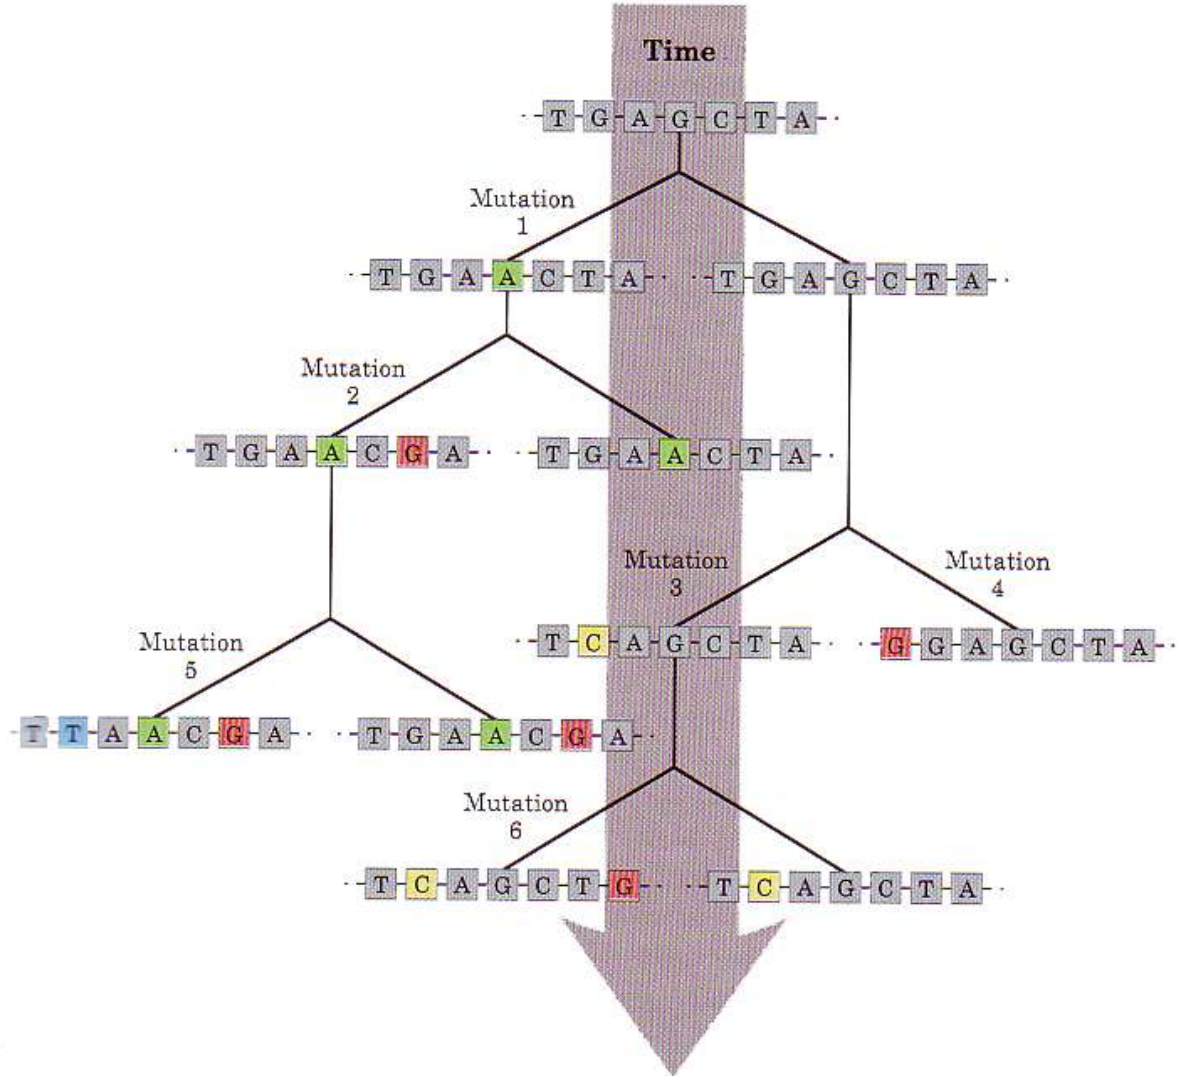 Time
T G A G C T A
Mutation
1
T G A A C T A
T G A G C T A
Mutation
2
T G A A C G A
T G A A C T A
Mutation
3
Mutation
4
T C A G C T A
G G A G C T A
Mutation
5
T T A A C G A
T G A A C G A
Mutation
6
T C A G C T G
T C A G C T A